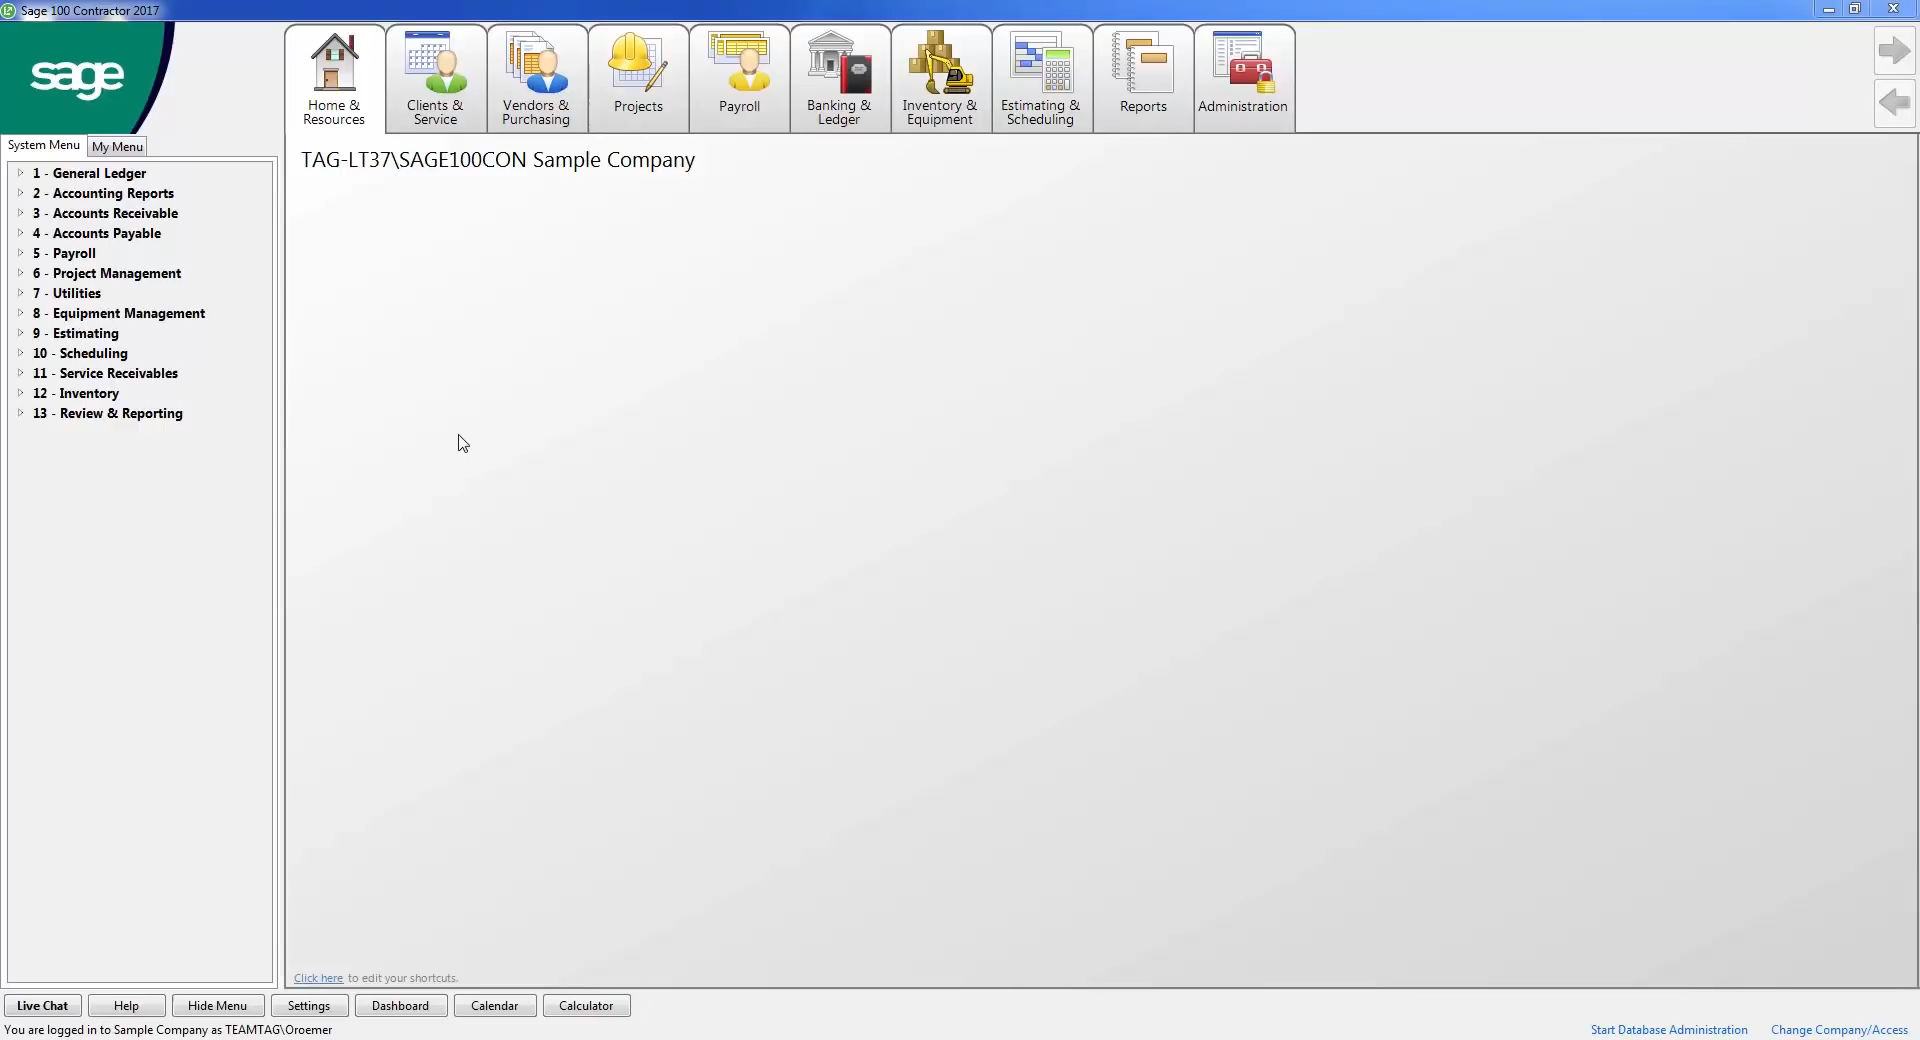 Sage 100 Contractor 2017
sage
Home & Resources
Clients & Service
Vendors & Purchasing
Projects
Payroll
Banking & Ledger
Inventory & Equipment
Estimating & Scheduling
Reports
Administration
System Menu
My Menu
TAG-LT37\SAGE100CON Sample Company
1 - General Ledger
2 - Accounting Reports
3 - Accounts Receivable
4 - Accounts Payable
5 - Payroll
6 - Project Management
7 - Utilities
8 - Equipment Management
9 - Estimating
10 - Scheduling
11 - Service Receivables
12 - Inventory
13 - Review & Reporting
Click here to edit your shortcuts.
Live Chat
Help
Hide Menu
Settings
Dashboard
Calendar
Calculator
You are logged in to Sample Company as TEAMTAG\Oroemer
Start Database Administration
Change Company/Access